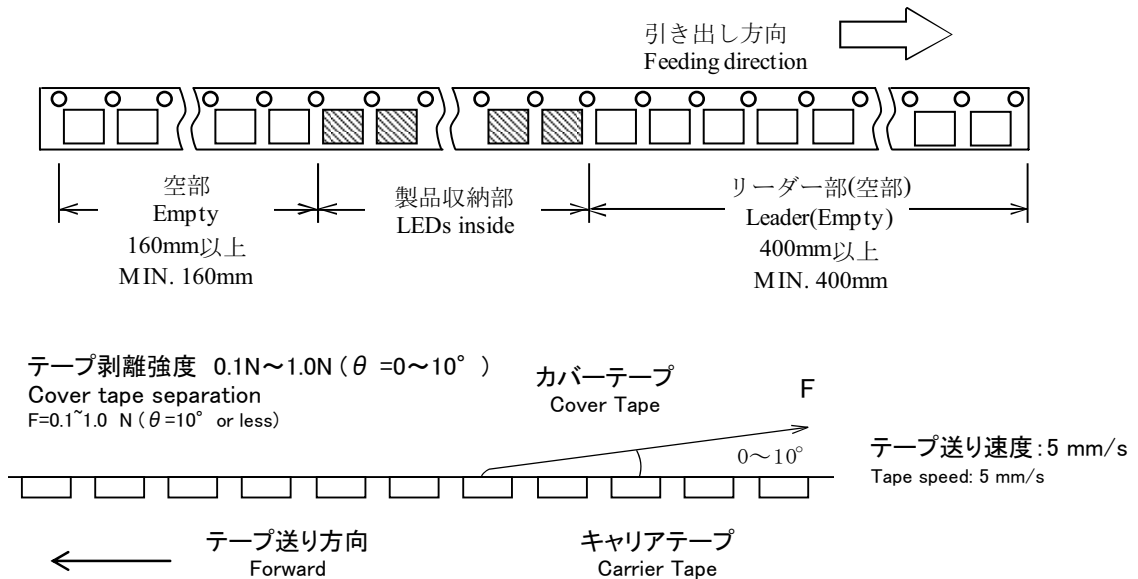 引き出し方向
Feeding direction
空部
Empty
160mm以上
MIN. 160mm
製品収納部
LEDs inside
リーダー部(空部)
Leader(Empty)
400mm以上
MIN. 400mm
テープ剥離強度 0.1N～1.0N(θ=0～10°)
Cover tape separation
F=0.1~1.0 N(θ=10° or less)
カバーテープ
Cover Tape
F
0～10°
テープ送り速度:5 mm/s
Tape speed: 5 mm/s
テープ送り方向
Forward
キャリアテープ
Carrier Tape